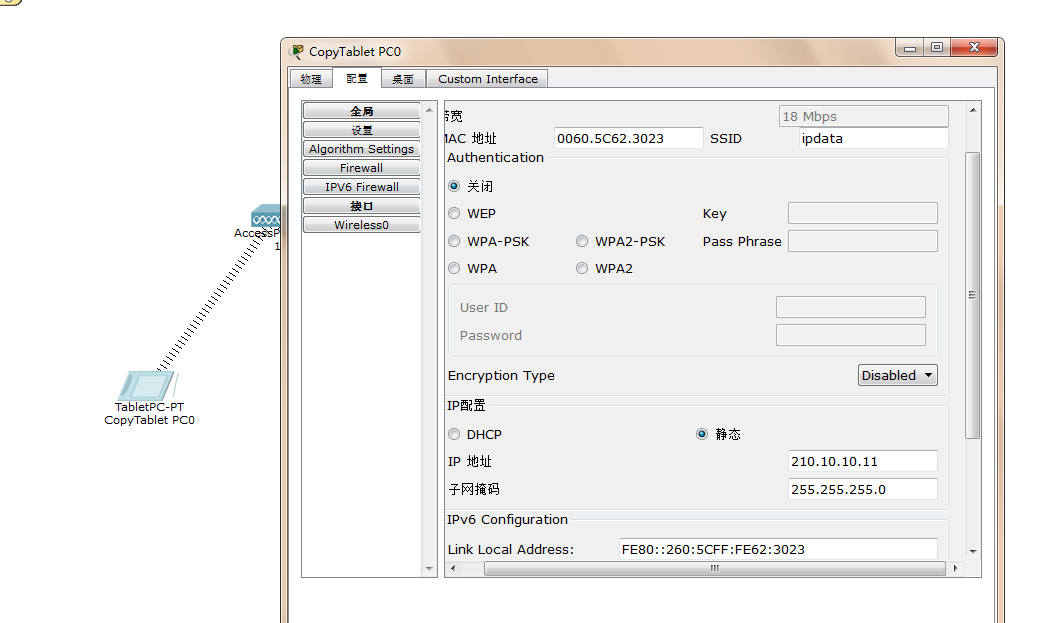 CopyTablet PC0
物理 配置 桌面 Custom Interface
全局
设置
Algorithm Settings
Firewall
IPV6 Firewall
接口
Wireless0
带宽 18 Mbps
MAC 地址 0060.5C62.3023 SSID ipdata
Authentication
关闭
WEP Key
WPA-PSK WPA2-PSK Pass Phrase
WPA WPA2
User ID
Password
Encryption Type Disabled
IP配置
DHCP 静态
IP 地址 210.10.10.11
子网掩码 255.255.255.0
IPv6 Configuration
Link Local Address: FE80::260:5CFF:FE62:3023
AccessP
1
TabletPC-PT
CopyTablet PC0